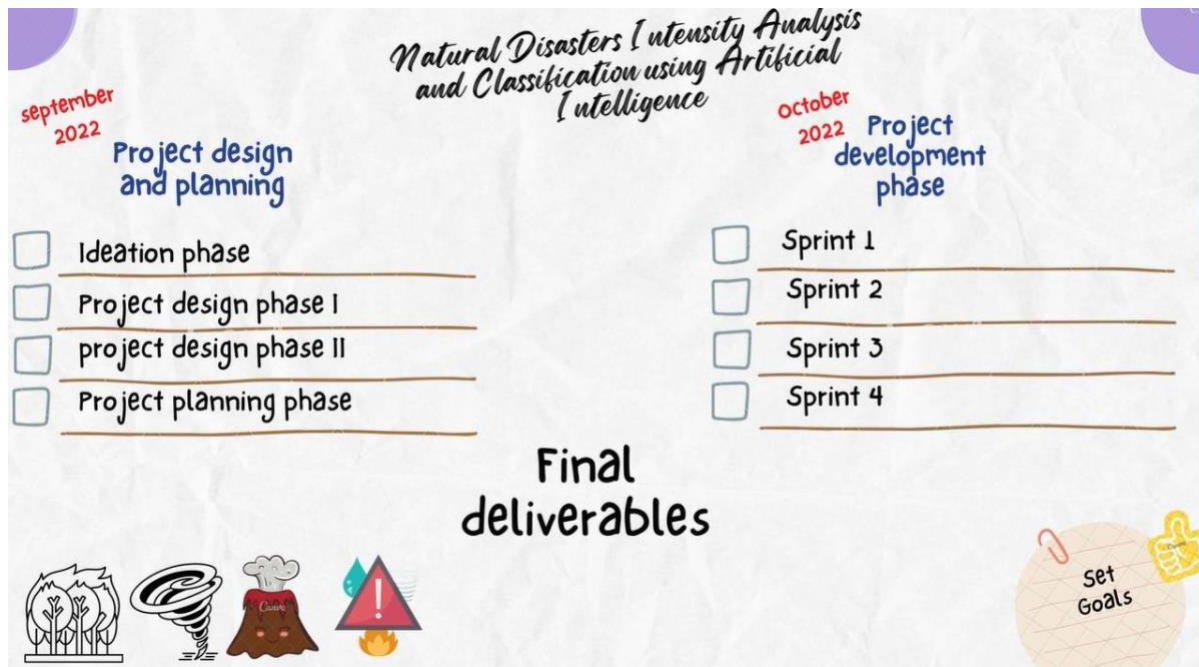 Natural Disasters Intensity Analysis
and Classification using Artificial
Intelligence
september
2022
Project design
and planning
Ideation phase
Project design phase I
project design phase II
Project planning phase
October
2022
Project
development
phase
Sprint 1
Sprint 2
Sprint 3
Sprint 4
Final
deliverables
Canva
!
Set
Goals